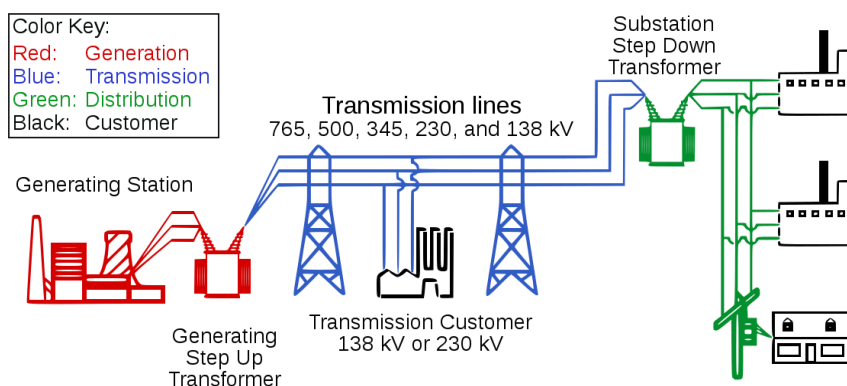 Color Key:
Red: Generation
Blue: Transmission
Green: Distribution
Black: Customer
Substation
Step Down
Transformer
Transmission lines
765, 500, 345, 230, and 138 kV
Generating Station
Generating
Step Up
Transformer
Transmission Customer
138 kV or 230 kV